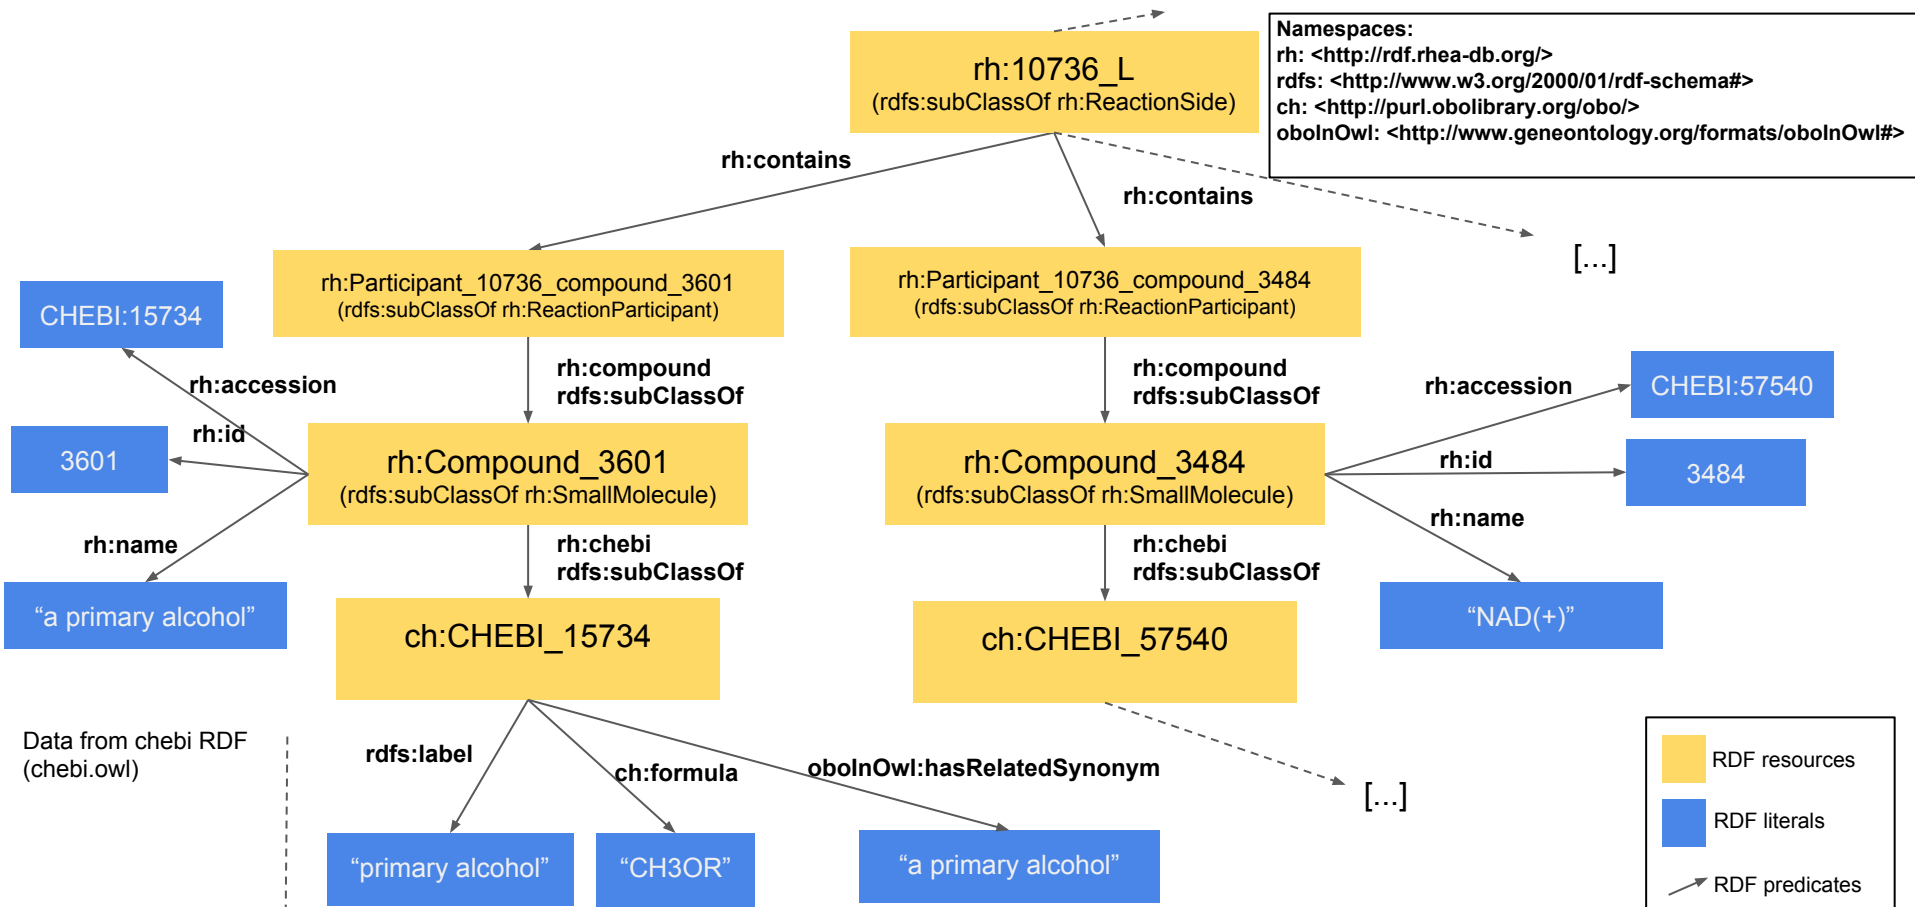 rh:10736_L
(rdfs:subClassOf rh:ReactionSide)
Namespaces:
rh: <http://rdf.rhea-db.org/>
rdfs: <http://www.w3.org/2000/01/rdf-schema#>
ch: <http://purl.obolibrary.org/obo/>
oboInOwl: <http://www.geneontology.org/formats/oboInOwl#>
rh:contains
rh:contains
[...]
rh:Participant_10736_compound_3601
(rdfs:subClassOf rh:ReactionParticipant)
rh:Participant_10736_compound_3484
(rdfs:subClassOf rh:ReactionParticipant)
CHEBI:15734
rh:accession
rh:compound
rdfs:subClassOf
rh:compound
rdfs:subClassOf
rh:accession
CHEBI:57540
rh:id
3601
rh:Compound_3601
(rdfs:subClassOf rh:SmallMolecule)
rh:Compound_3484
(rdfs:subClassOf rh:SmallMolecule)
rh:id
3484
rh:name
rh:chebi
rdfs:subClassOf
rh:chebi
rdfs:subClassOf
rh:name
“a primary alcohol”
ch:CHEBI_15734
ch:CHEBI_57540
“NAD(+)”
Data from chebi RDF
(chebi.owl)
rdfs:label
ch:formula
oboInOwl:hasRelatedSynonym
[...]
“primary alcohol”
“CH3OR”
“a primary alcohol”
RDF resources
RDF literals
RDF predicates